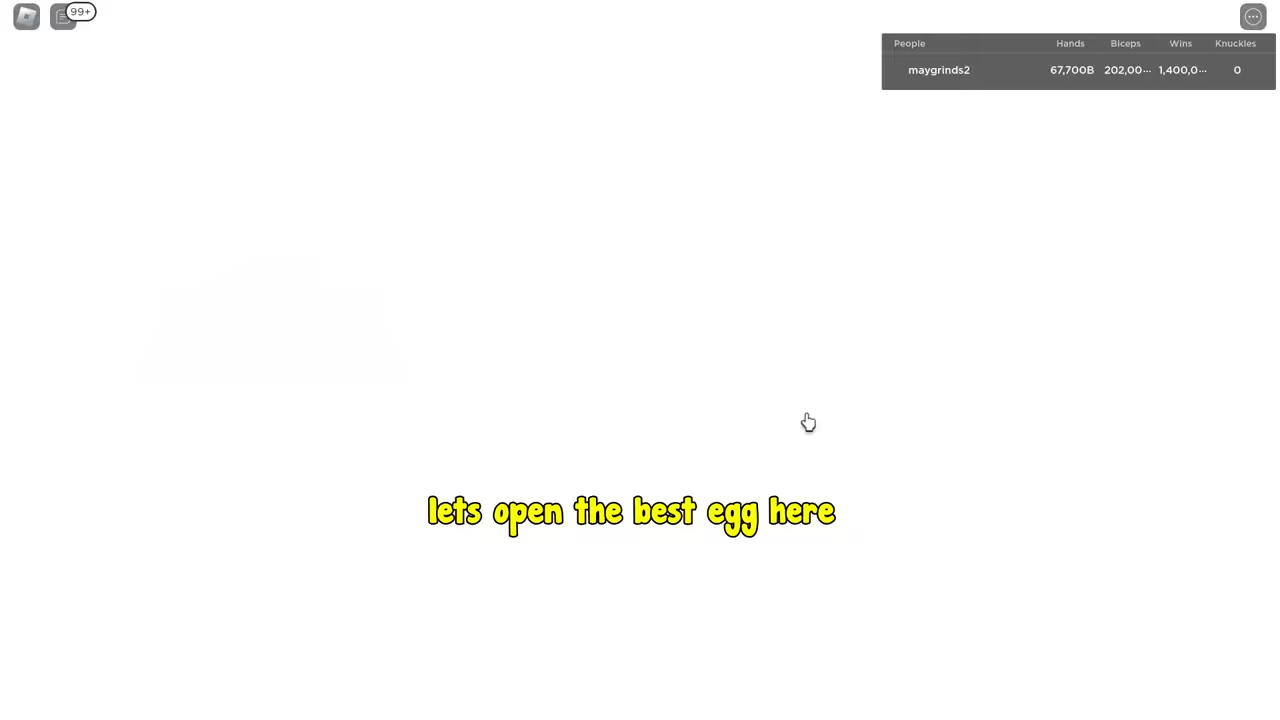 99+
People Hands Biceps Wins Knuckles
maygrinds2 67,700B 202,00... 1,400,0... 0
lets open the best egg here